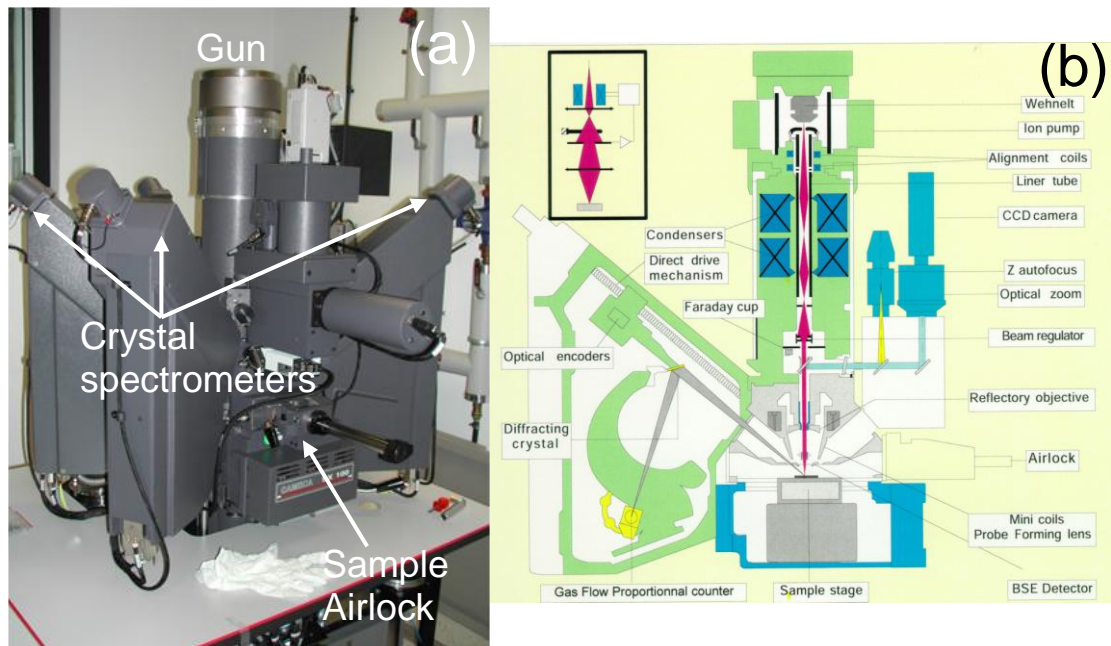 (a)
Gun
Crystal
spectrometers
Sample
Airlock
CAMECA SX 100
(b)
Wehnelt
Ion pump
Alignment coils
Liner tube
CCD camera
Condensers
Direct drive
mechanism
Z autofocus
Optical zoom
Faraday cup
Beam regulator
Optical encoders
Reflectory objective
Diffracting
crystal
Airlock
Mini coils
Probe Forming lens
Gas Flow Proportionnal counter
Sample stage
BSE Detector